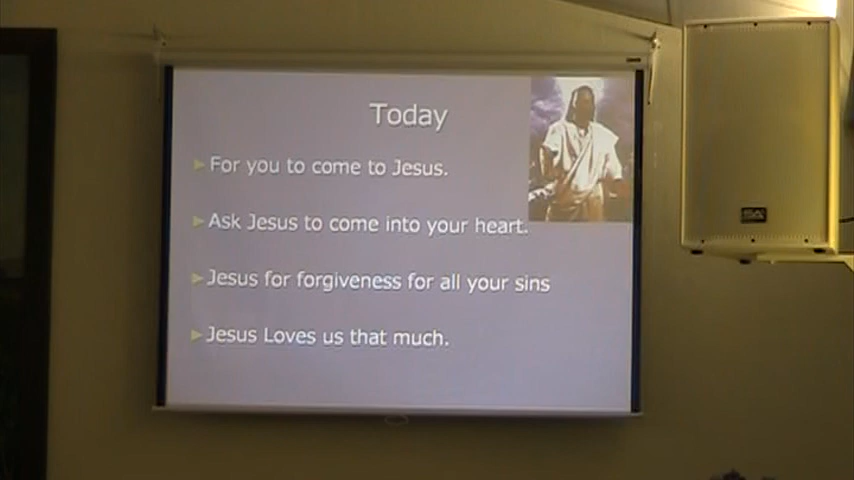 Today
For you to come to Jesus.
Ask Jesus to come into your heart.
Jesus for forgiveness for all your sins
Jesus Loves us that much.